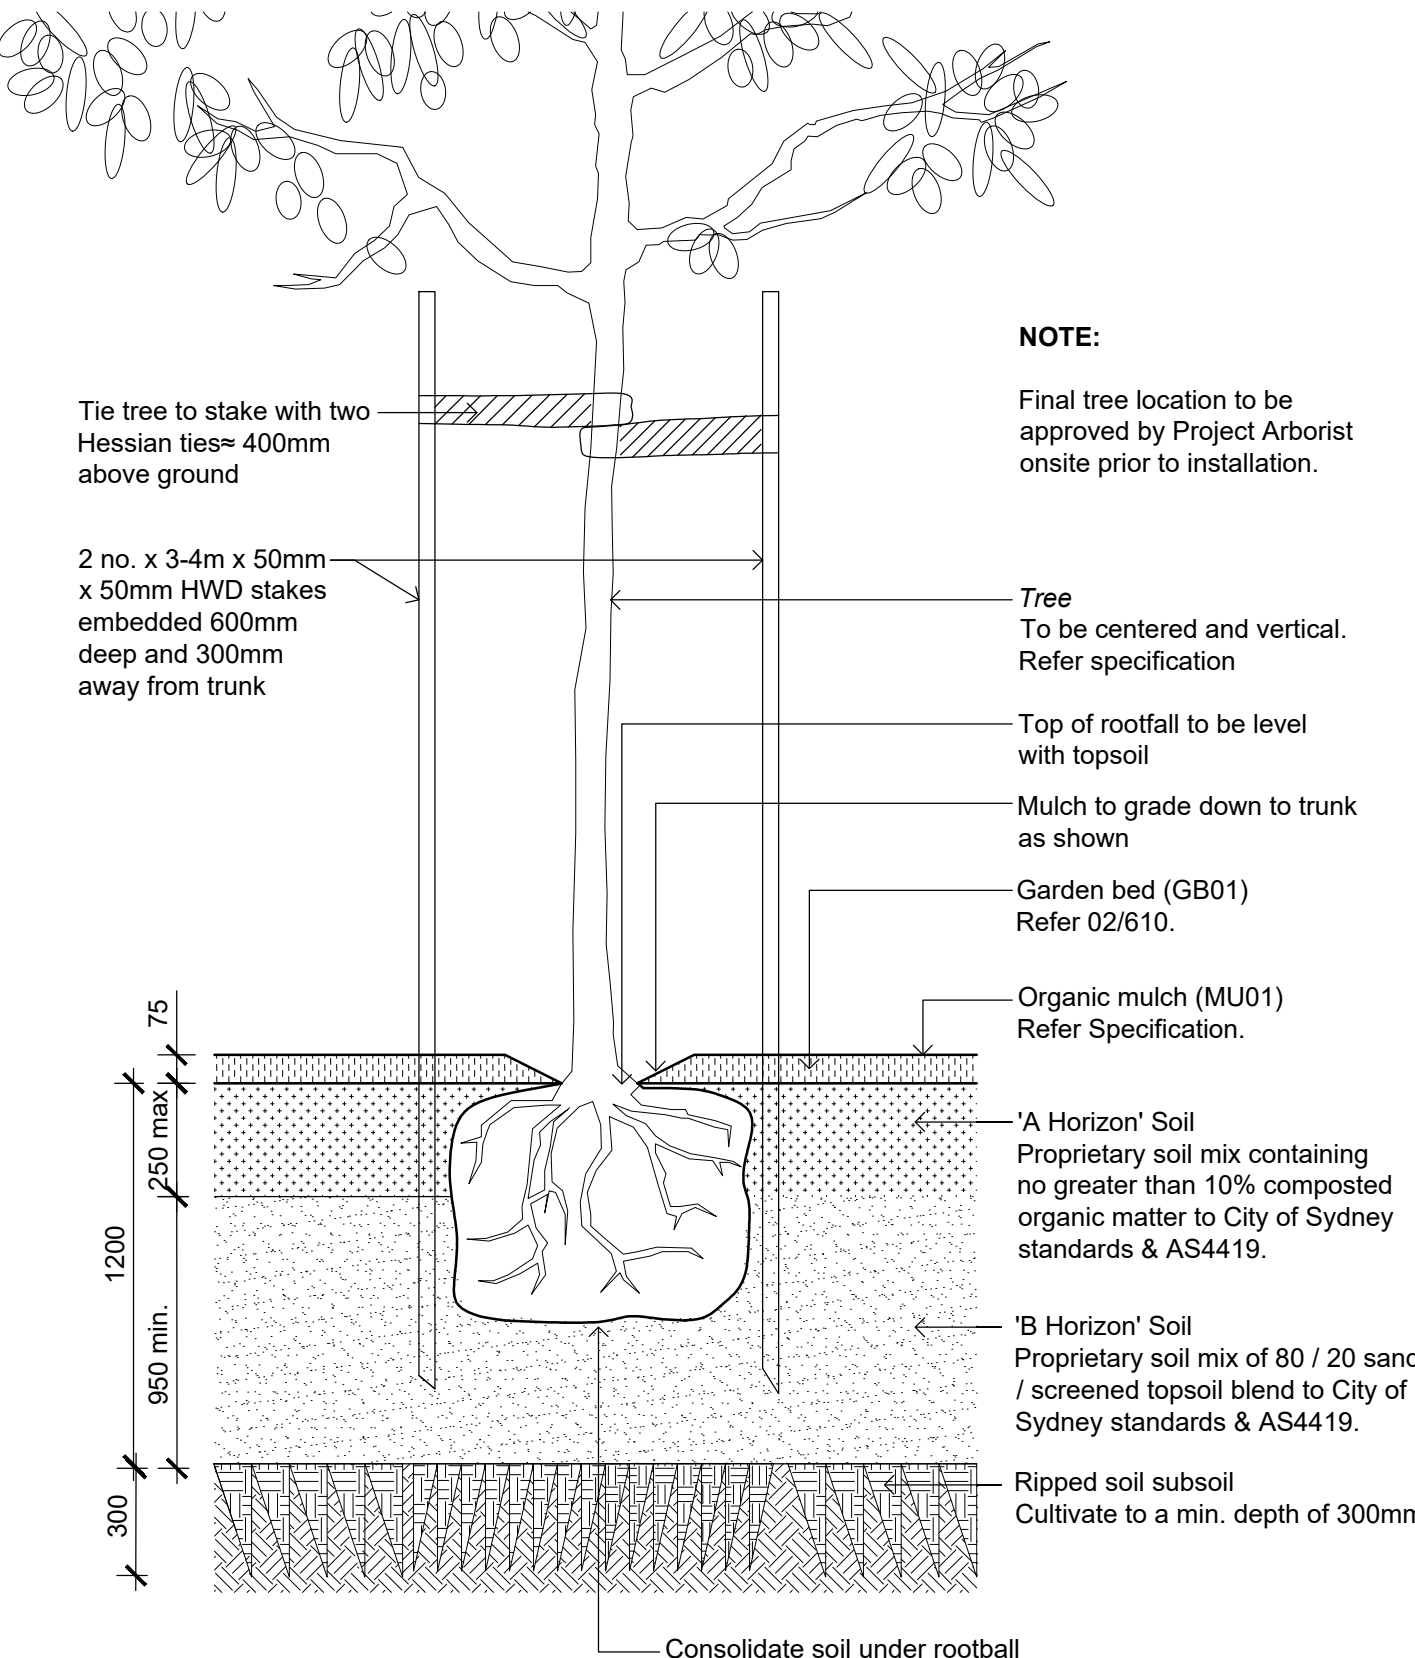 NOTE:
Final tree location to be
approved by Project Arborist
onsite prior to installation.
Tie tree to stake with two
Hessian ties≈ 400mm
above ground
2 no. x 3-4m x 50mm
x 50mm HWD stakes
embedded 600mm
deep and 300mm
away from trunk
Tree
To be centered and vertical.
Refer specification
Top of rootfall to be level
with topsoil
Mulch to grade down to trunk
as shown
Garden bed (GB01)
Refer 02/610.
Organic mulch (MU01)
Refer Specification.
'A Horizon' Soil
Proprietary soil mix containing
no greater than 10% composted
organic matter to City of Sydney
standards & AS4419.
'B Horizon' Soil
Proprietary soil mix of 80 / 20 sand
/ screened topsoil blend to City of
Sydney standards & AS4419.
Ripped soil subsoil
Cultivate to a min. depth of 300mm
75
250 max
1200
950 min.
300
Consolidate soil under rootball